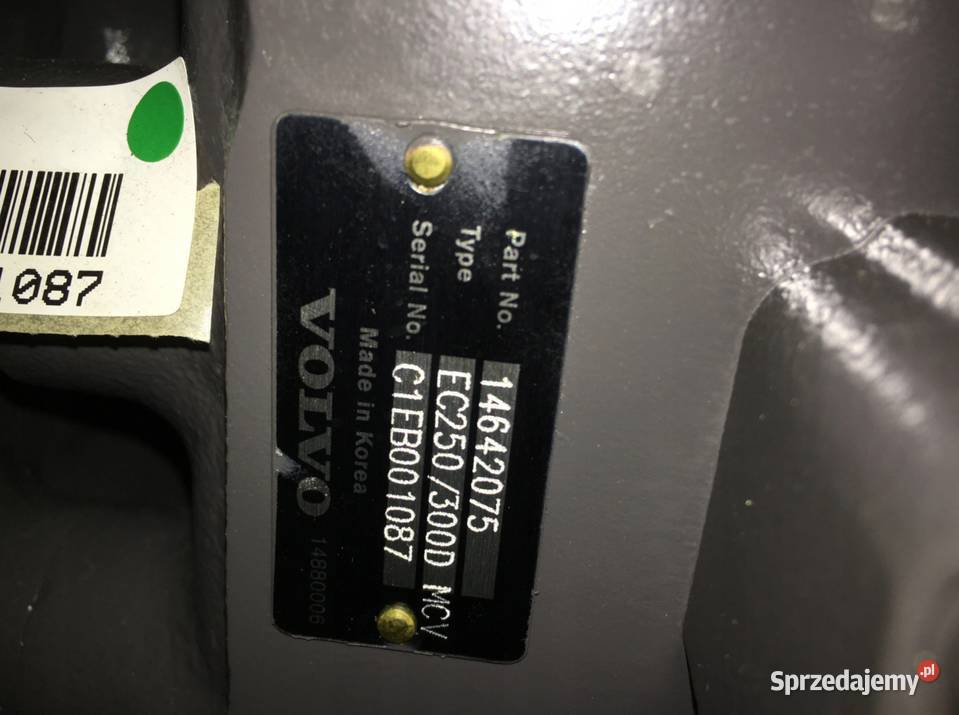 Part No. 14642075
Type EC250/300D MCV
Serial No. C1EB001087
Made in Korea
VOLVO 14880006
1087
Sprzedajemy.pl